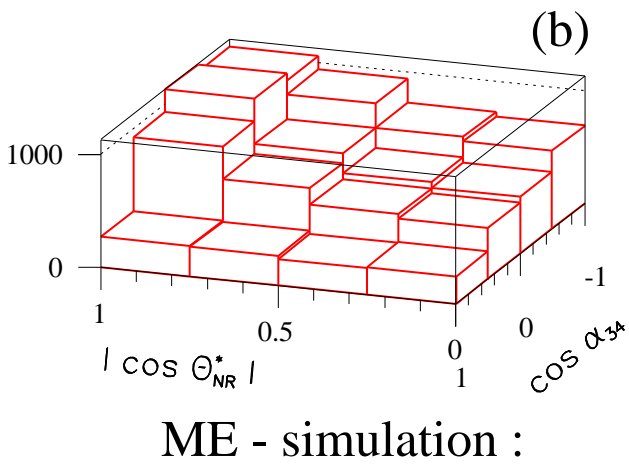 (b)
1000
0
1
0.5
0
1
0
-1
| cos Θ*NR |
cos α34
ME - simulation :